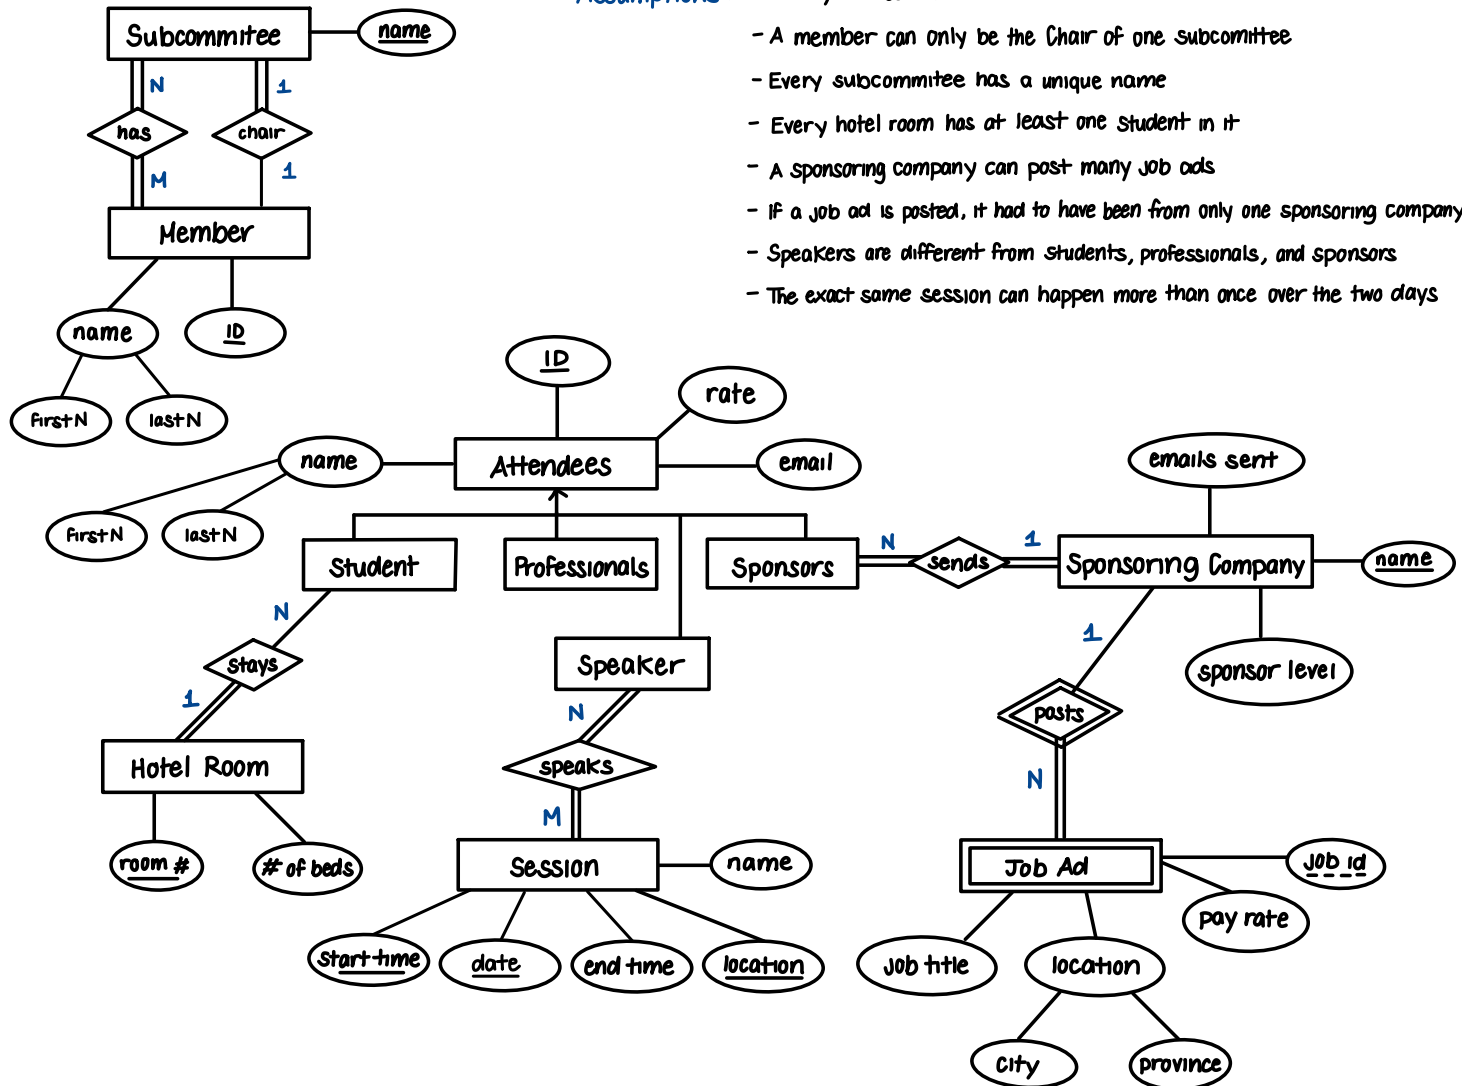 Assumptions
- A member can only be the Chair of one subcomittee
- Every subcommitee has a unique name
- Every hotel room has at least one student in it
- A sponsoring company can post many job ads
- If a job ad is posted, it had to have been from only one sponsoring company
- Speakers are different from students, professionals, and sponsors
- The exact same session can happen more than once over the two days
Subcommitee
name
N
1
has
chair
M
1
Member
name
ID
firstN
lastN
ID
rate
name
Attendees
email
firstN
lastN
emails sent
Student
Professionals
Sponsors
N
sends
1
Sponsoring Company
name
N
stays
1
Speaker
1
sponsor level
N
speaks
M
posts
N
Hotel Room
room #
# of beds
Session
name
start time
date
end time
location
Job Ad
job id
pay rate
job title
location
city
province